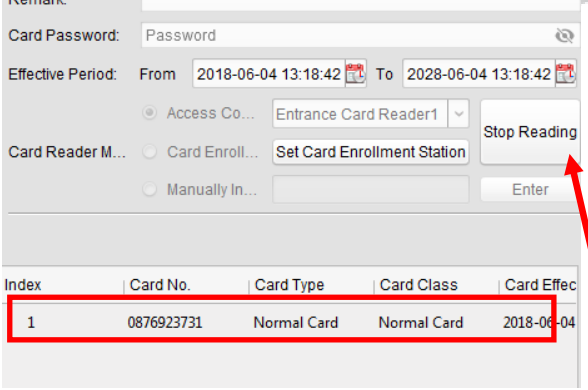 Remark:
Card Password: Password
Effective Period: From 2018-06-04 13:18:42 To 2028-06-04 13:18:42
Access Co... Entrance Card Reader1
Stop Reading
Card Reader M... Card Enroll... Set Card Enrollment Station
Manually In... Enter
Index Card No. Card Type Card Class Card Effec
1 0876923731 Normal Card Normal Card 2018-06-04